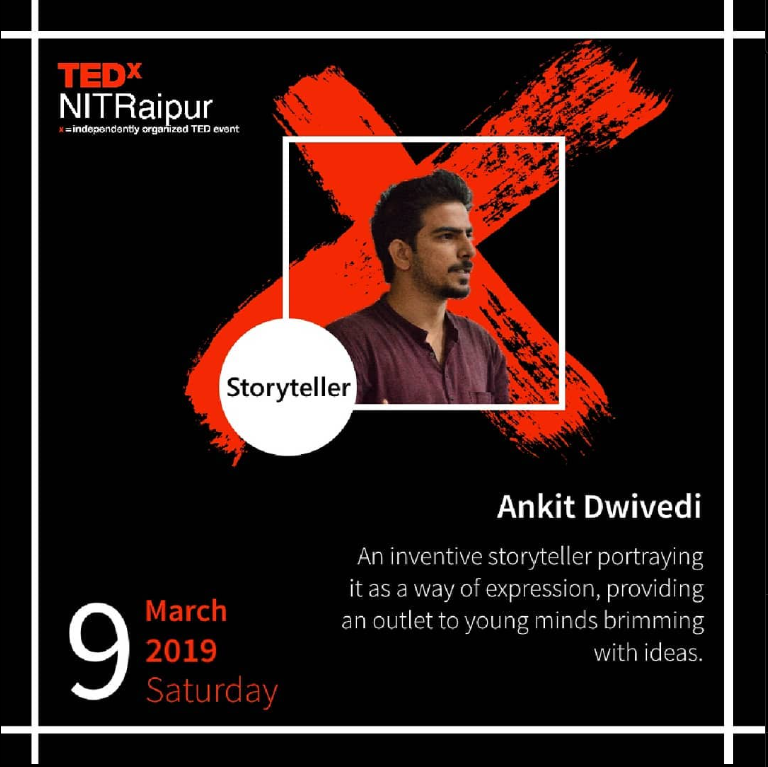 TEDx
NITRaipur
x = independently organized TED event
Storyteller
Ankit Dwivedi
An inventive storyteller portraying
it as a way of expression, providing
an outlet to young minds brimming
with ideas.
9
March
2019
Saturday